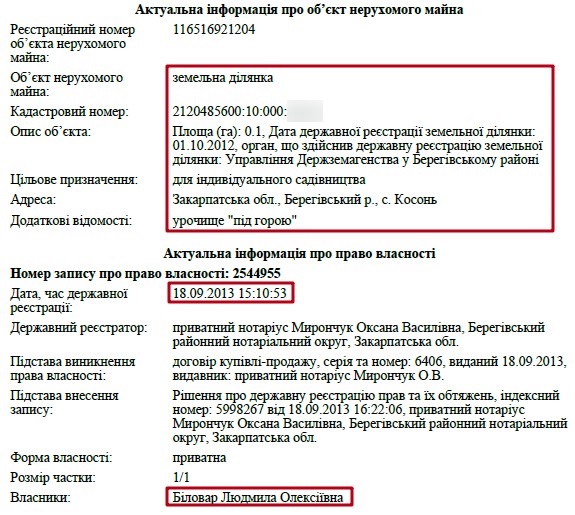 Актуальна інформація про об’єкт нерухомого майна
Реєстраційний номер об’єкта нерухомого майна: 116516921204
Об’єкт нерухомого майна: земельна ділянка
Кадастровий номер: 2120485600:10:000:
Опис об’єкта: Площа (га): 0.1, Дата державної реєстрації земельної ділянки:
01.10.2012, орган, що здійснив державну реєстрацію земельної
ділянки: Управління Держземагенства у Берегівському районі
Цільове призначення: для індивідуального садівництва
Адреса: Закарпатська обл., Берегівський р., с. Косонь
Додаткові відомості: урочище "під горою"
Актуальна інформація про право власності
Номер запису про право власності: 2544955
Дата, час державної реєстрації: 18.09.2013 15:10:53
Державний реєстратор: приватний нотаріус Мирончук Оксана Василівна, Берегівський
районний нотаріальний округ, Закарпатська обл.
Підстава виникнення права власності: договір купівлі-продажу, серія та номер: 6406, виданий 18.09.2013,
видавник: приватний нотаріус Мирончук О.В.
Підстава внесення запису: Рішення про державну реєстрацію прав та їх обтяжень, індексний
номер: 5998267 від 18.09.2013 16:22:06, приватний нотаріус
Мирончук Оксана Василівна, Берегівський районний нотаріальний
округ, Закарпатська обл.
Форма власності: приватна
Розмір частки: 1/1
Власники: Біловар Людмила Олексіївна